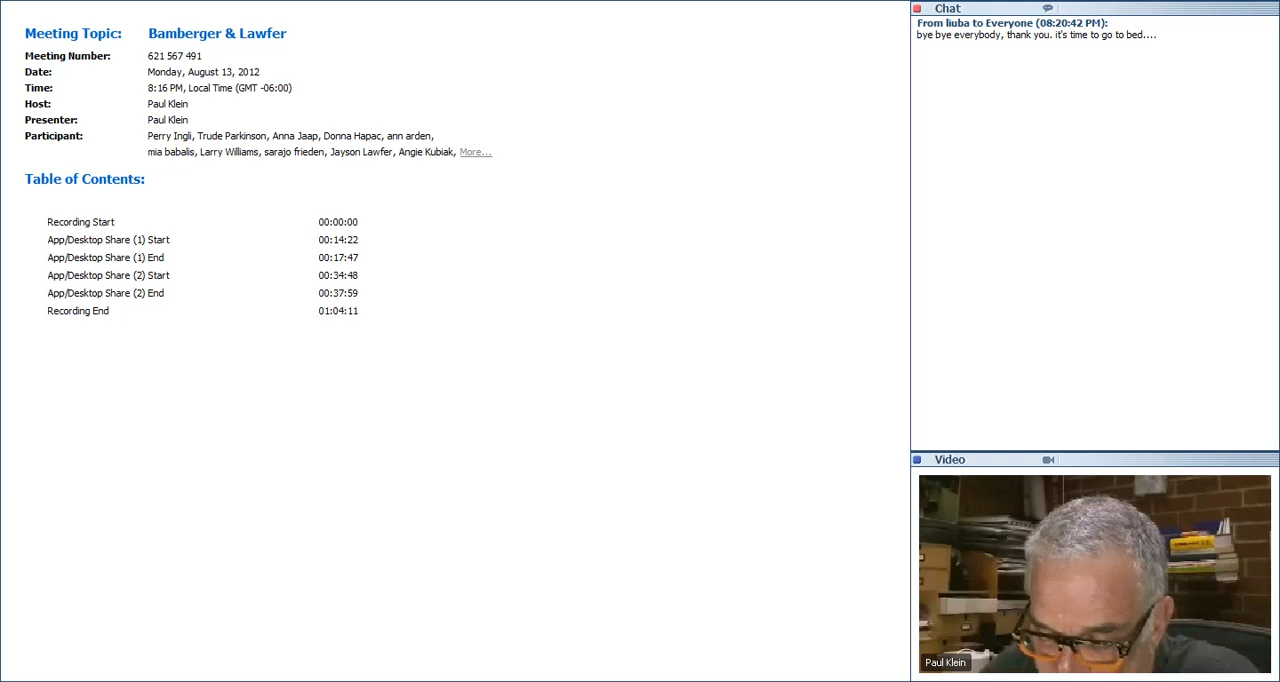 Meeting Topic: Bamberger & Lawfer
Meeting Number: 621 567 491
Date: Monday, August 13, 2012
Time: 8:16 PM, Local Time (GMT -06:00)
Host: Paul Klein
Presenter: Paul Klein
Participant: Perry Ingli, Trude Parkinson, Anna Jaap, Donna Hapac, ann arden,
mia babalis, Larry Williams, sarajo frieden, Jayson Lawfer, Angie Kubiak, More...
Table of Contents:
Recording Start 00:00:00
App/Desktop Share (1) Start 00:14:22
App/Desktop Share (1) End 00:17:47
App/Desktop Share (2) Start 00:34:48
App/Desktop Share (2) End 00:37:59
Recording End 01:04:11
Chat
From liuba to Everyone (08:20:42 PM):
bye bye everybody, thank you. it's time to go to bed....
Video
Paul Klein